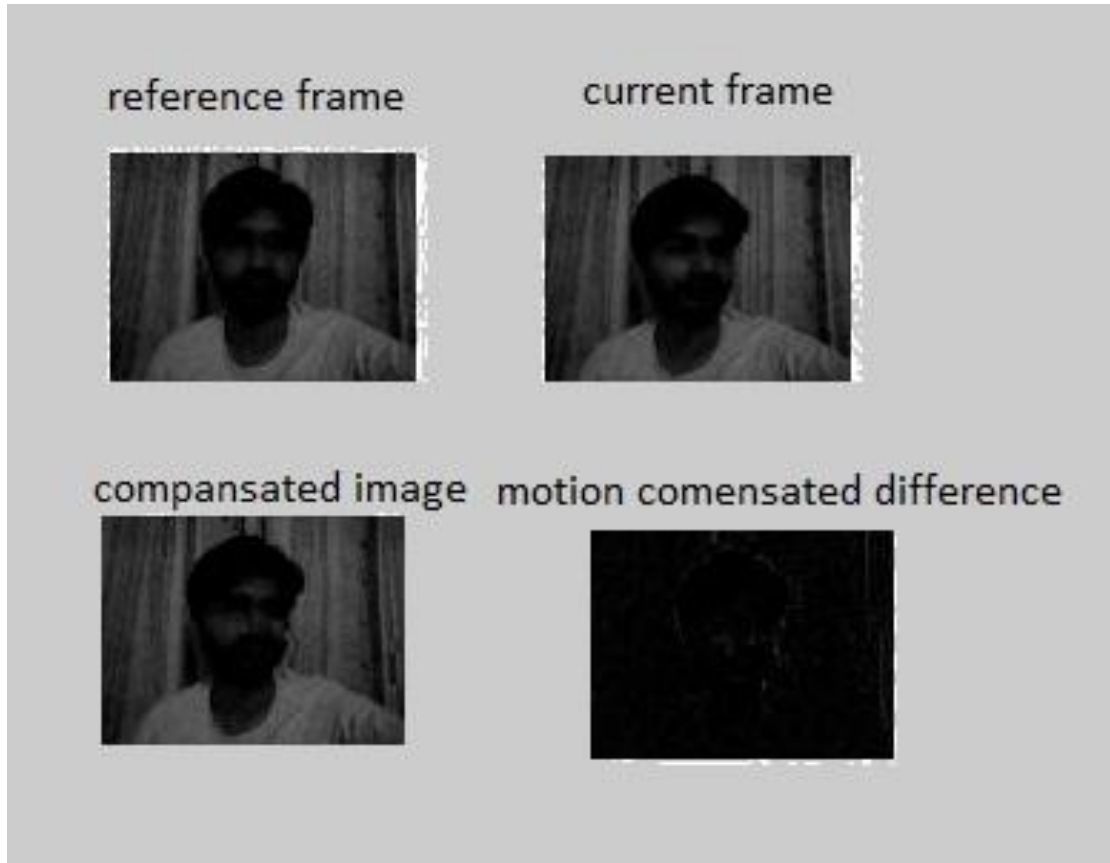 reference frame
current frame
compansated image
motion comensated difference